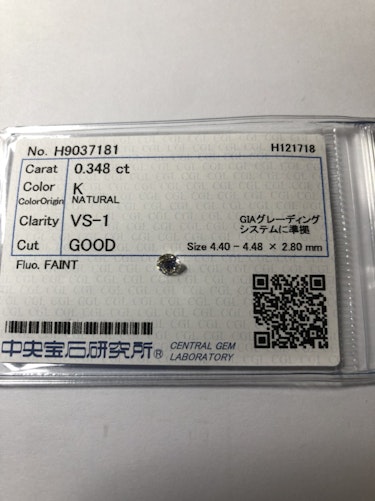 No. H9037181 H121718
Carat 0.348 ct
Color K
ColorOrigin NATURAL
Clarity VS-1
GIAグレーディング
システムに準拠
Cut GOOD Size 4.40 - 4.48 × 2.80 mm
Fluo. FAINT
中央宝石研究所® CENTRAL GEM
LABORATORY